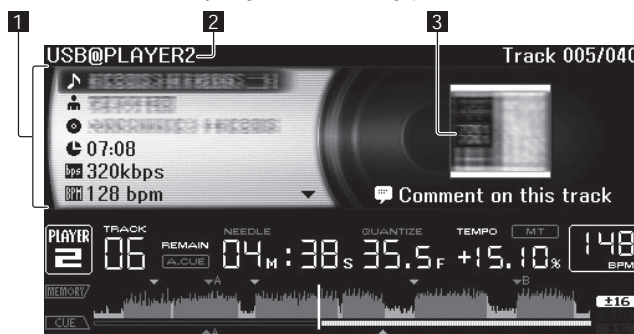 1 2 3
USB@PLAYER2 Track 005/040
07:08
bps 320kbps
BPM 128 bpm
Comment on this track
PLAYER 2 TRACK 06 REMAIN A.CUE NEEDLE 04M:38s QUANTIZE 35.5F TEMPO MT +15.10% 148 BPM
MEMORY A B
±16
CUE A